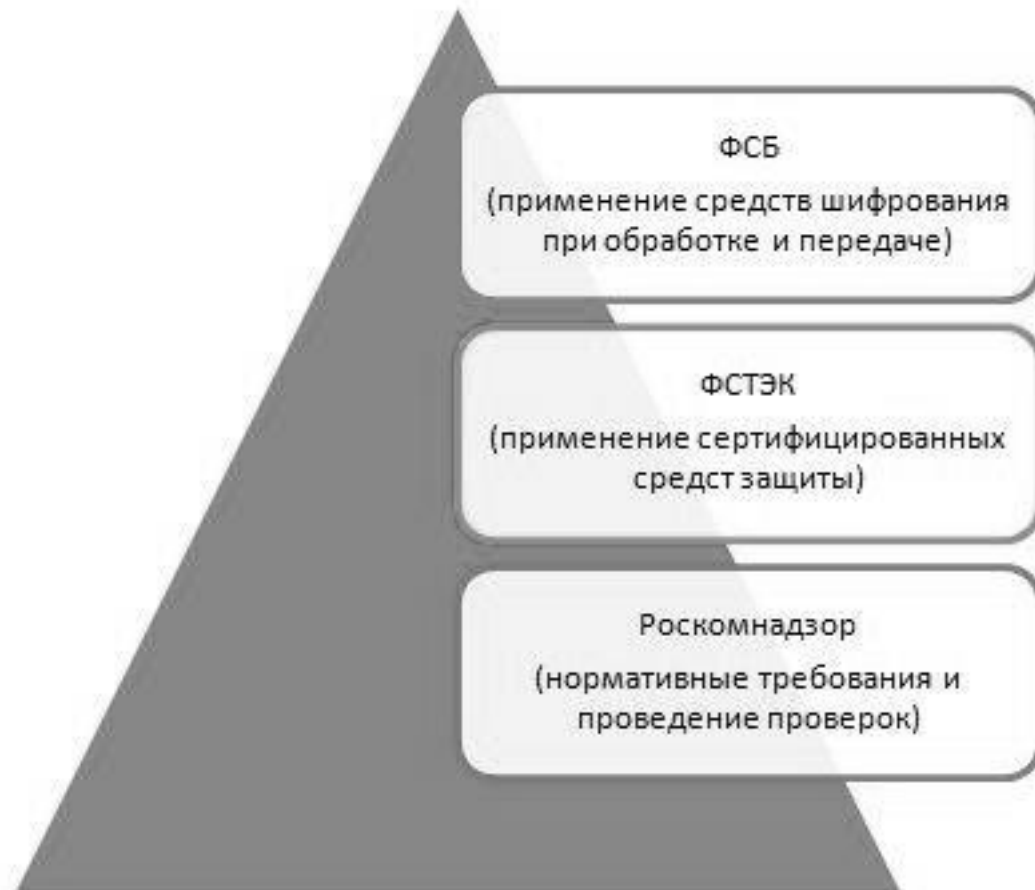 ФСБ
(применение средств шифрования
при обработке и передаче)
ФСТЭК
(применение сертифицированных
средст защиты)
Роскомнадзор
(нормативные требования и
проведение проверок)